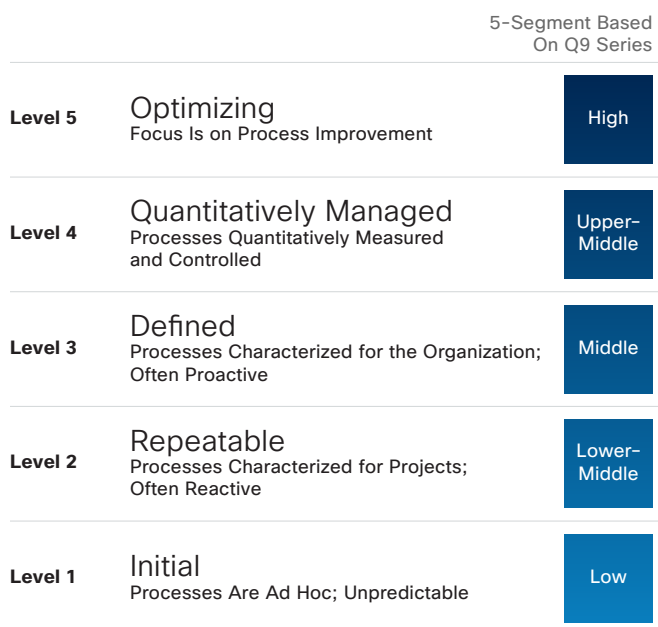 5-Segment Based
On Q9 Series
Level 5
Optimizing
Focus Is on Process Improvement
High
Level 4
Quantitatively Managed
Processes Quantitatively Measured
and Controlled
Upper-
Middle
Level 3
Defined
Processes Characterized for the Organization;
Often Proactive
Middle
Level 2
Repeatable
Processes Characterized for Projects;
Often Reactive
Lower-
Middle
Level 1
Initial
Processes Are Ad Hoc; Unpredictable
Low